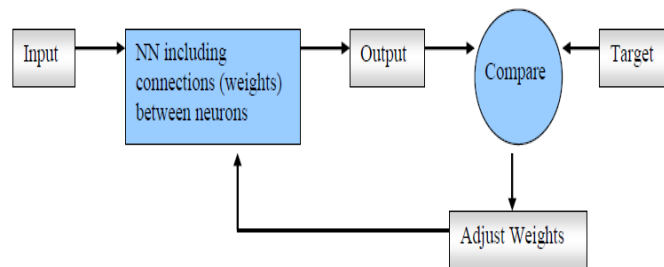 Input
NN including
connections (weights)
between neurons
Output
Compare
Target
Adjust Weights